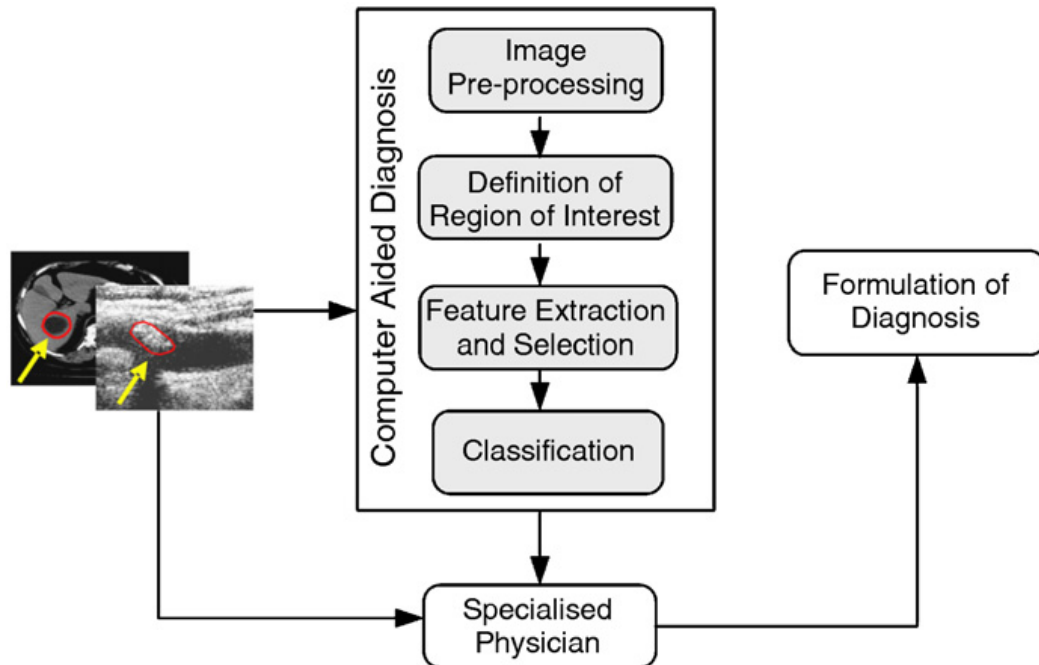 Computer Aided Diagnosis
Image
Pre-processing
Definition of
Region of Interest
Feature Extraction
and Selection
Classification
Specialised
Physician
Formulation of
Diagnosis